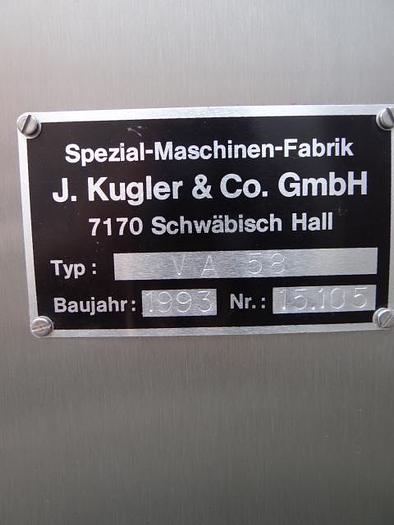 Spezial-Maschinen-Fabrik
J. Kugler & Co. GmbH
7170 Schwäbisch Hall
Typ: VA 58
Baujahr: 1993 Nr.: 15.105